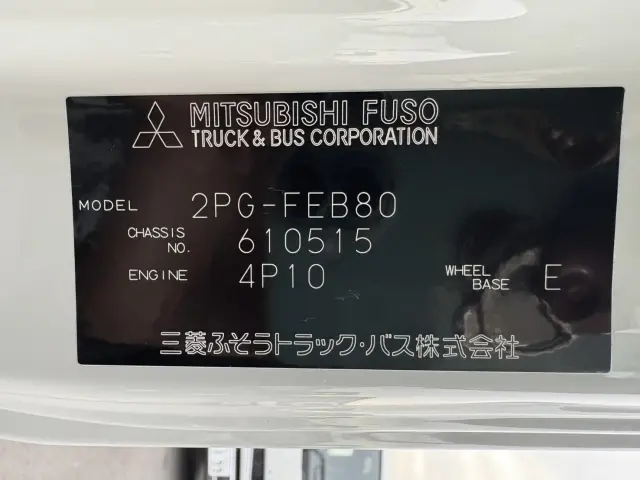 MITSUBISHI FUSO
TRUCK & BUS CORPORATION
MODEL 2PG-FEB80
CHASSIS NO. 610515
ENGINE 4P10 WHEEL BASE E
三菱ふそうトラック・バス株式会社